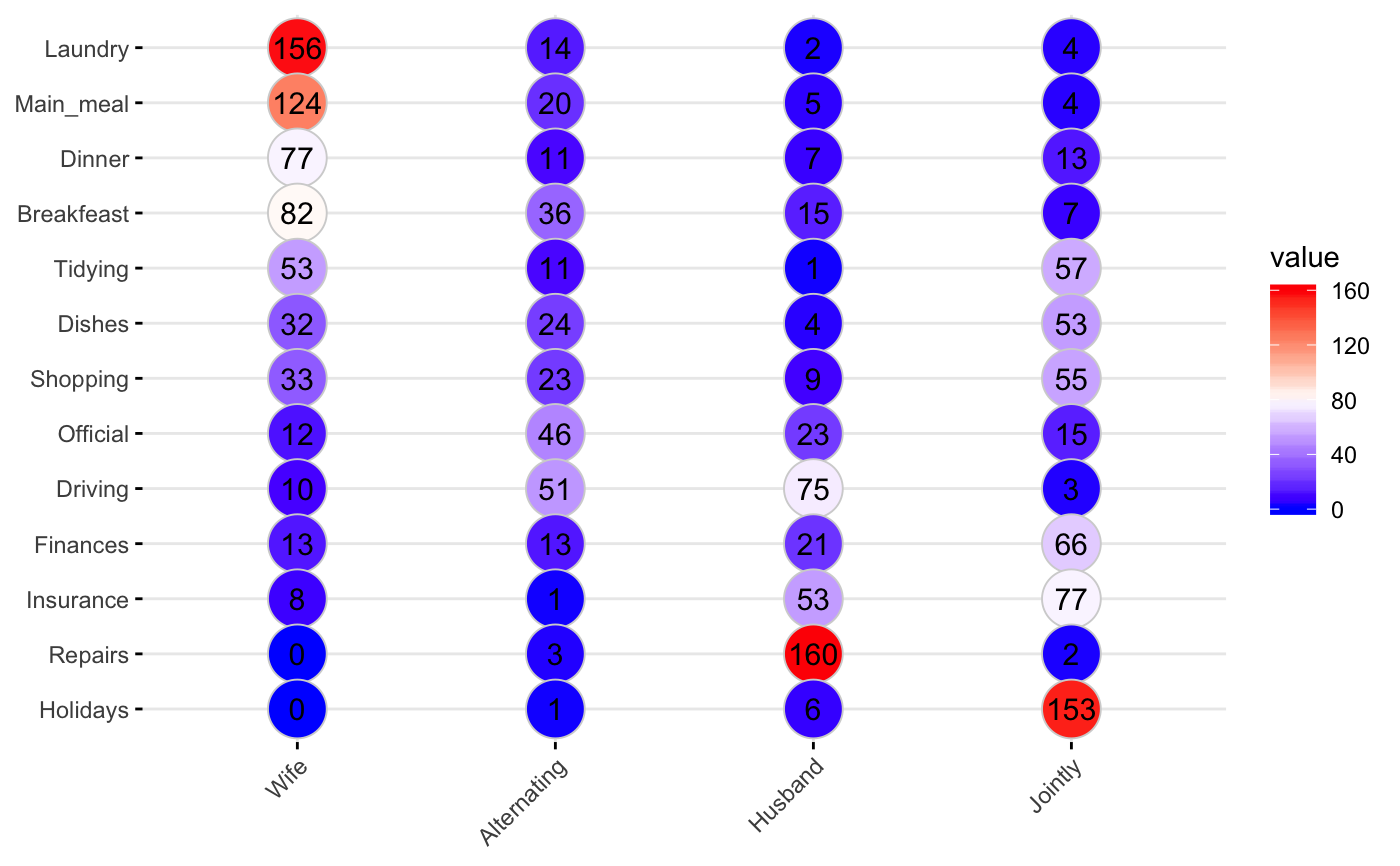 Laundry 156 14 2 4
Main_meal 124 20 5 4
Dinner 77 11 7 13
Breakfeast 82 36 15 7
Tidying 53 11 1 57
Dishes 32 24 4 53
Shopping 33 23 9 55
Official 12 46 23 15
Driving 10 51 75 3
Finances 13 13 21 66
Insurance 8 1 53 77
Repairs 0 3 160 2
Holidays 0 1 6 153
Wife Alternating Husband Jointly
value
160
120
80
40
0